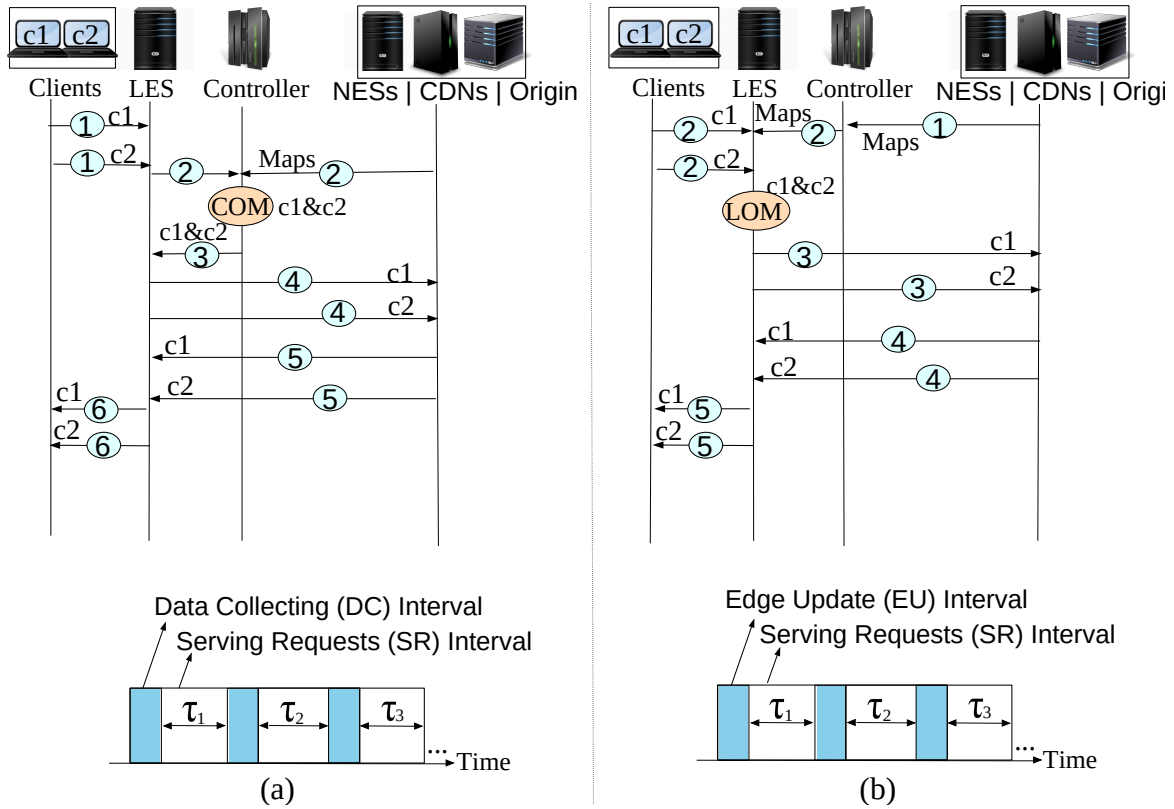 c1 c2
Clients LES Controller NESs | CDNs | Origin
1 c1
1 c2
2 Maps 2
COM c1&c2
c1&c2
3
4 c1
4 c2
c1 5
c2 5
c1 6
c2 6
Data Collecting (DC) Interval
Serving Requests (SR) Interval
τ1 τ2 τ3
... Time
(a)
c1 c2
Clients LES Controller NESs | CDNs | Origi
2 c1 Maps 2 1
Maps
2 c2
c1&c2
LOM
3 c1
3 c2
c1 4
c2 4
c1 5
c2 5
Edge Update (EU) Interval
Serving Requests (SR) Interval
τ1 τ2 τ3
... Time
(b)